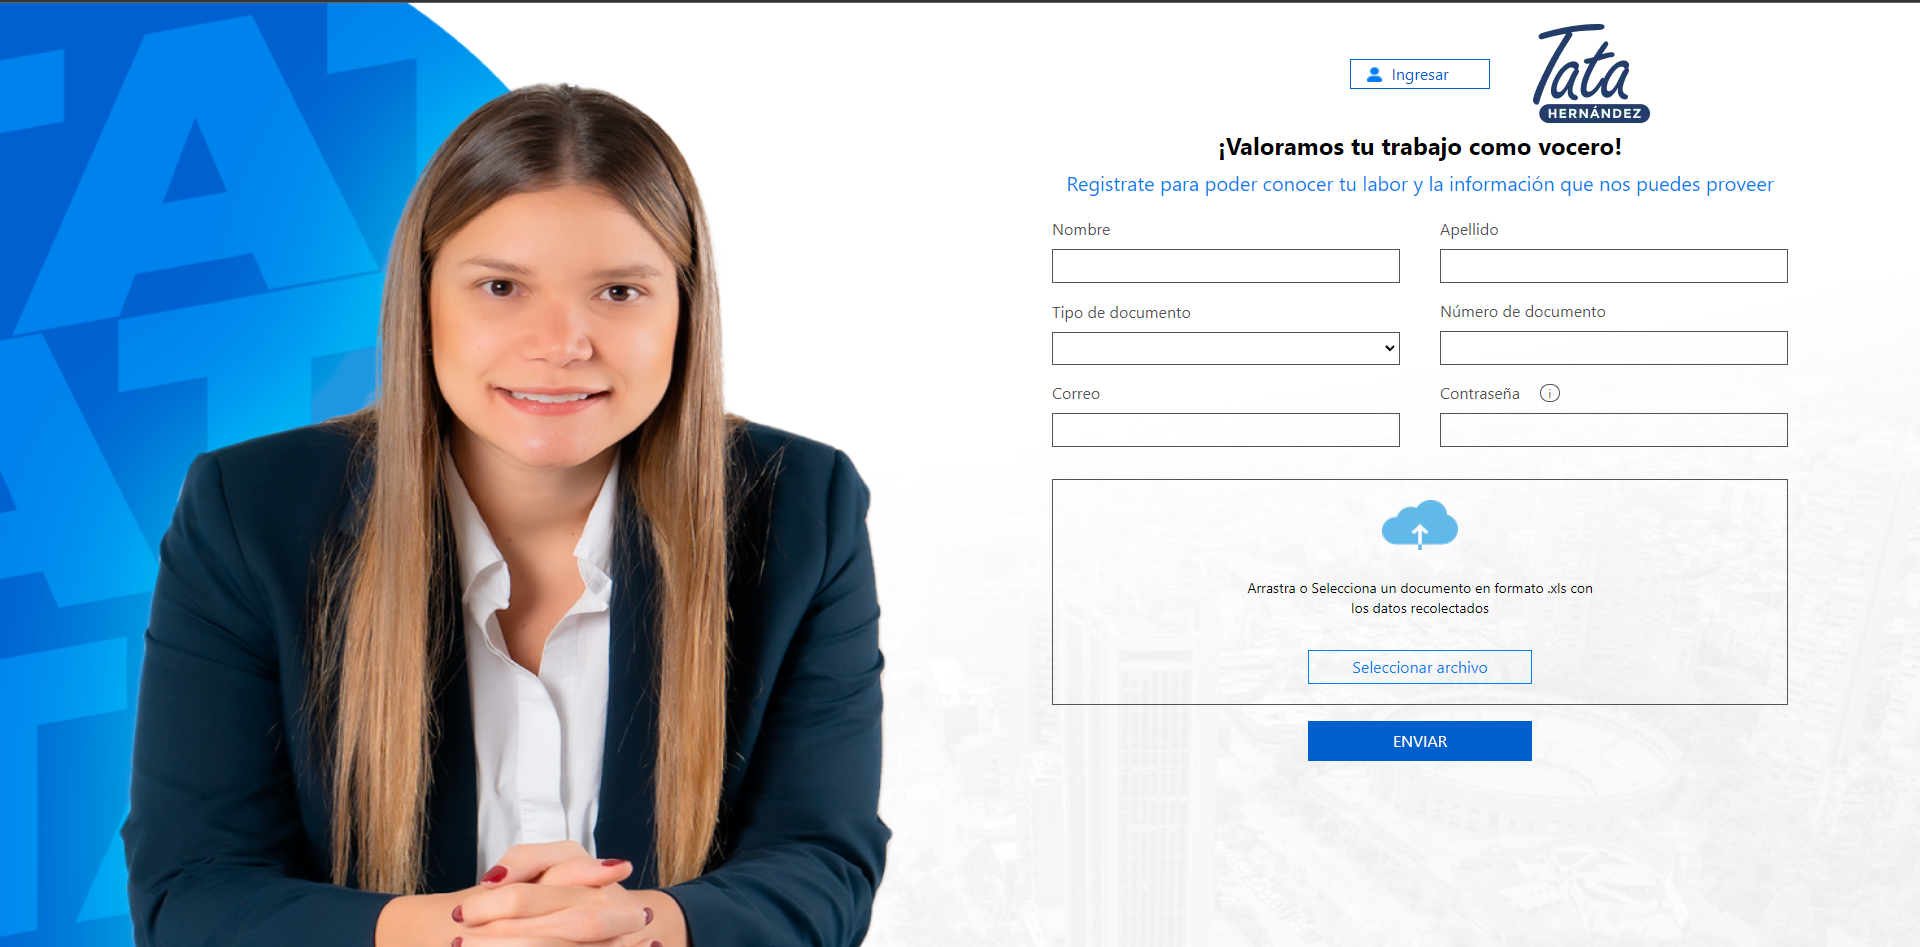 Ingresar
Tata
HERNÁNDEZ
¡Valoramos tu trabajo como vocero!
Registrate para poder conocer tu labor y la información que nos puedes proveer
Nombre
Apellido
Tipo de documento
Número de documento
Correo
Contraseña
Arrastra o Selecciona un documento en formato .xls con
los datos recolectados
Seleccionar archivo
ENVIAR